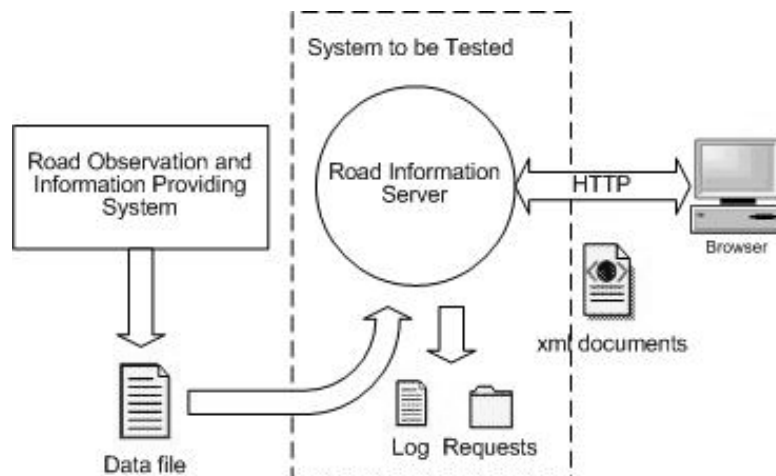 System to be Tested
Road Observation and
Information Providing
System
Road Information
Server
HTTP
Browser
xml documents
Log Requests
Data file